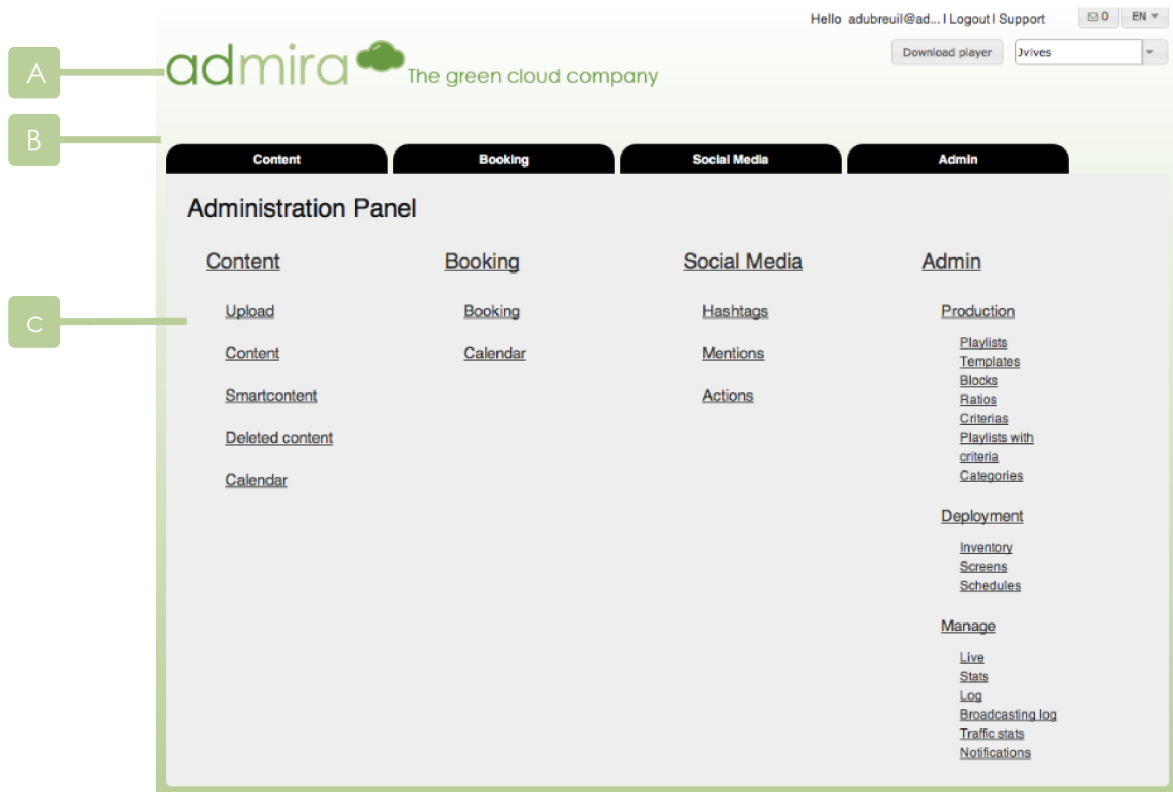 Hello adubreuil@ad... | Logout | Support
0
EN
A
admira The green cloud company
Download player
Jvives
B
Content
Booking
Social Media
Admin
Administration Panel
Content
Upload
Content
Smartcontent
Deleted content
Calendar
Booking
Booking
Calendar
Social Media
Hashtags
Mentions
Actions
Admin
Production
Playlists
Templates
Blocks
Ratios
Criterias
Playlists with
criteria
Categories
Deployment
Inventory
Screens
Schedules
Manage
Live
Stats
Log
Broadcasting log
Traffic stats
Notifications
C